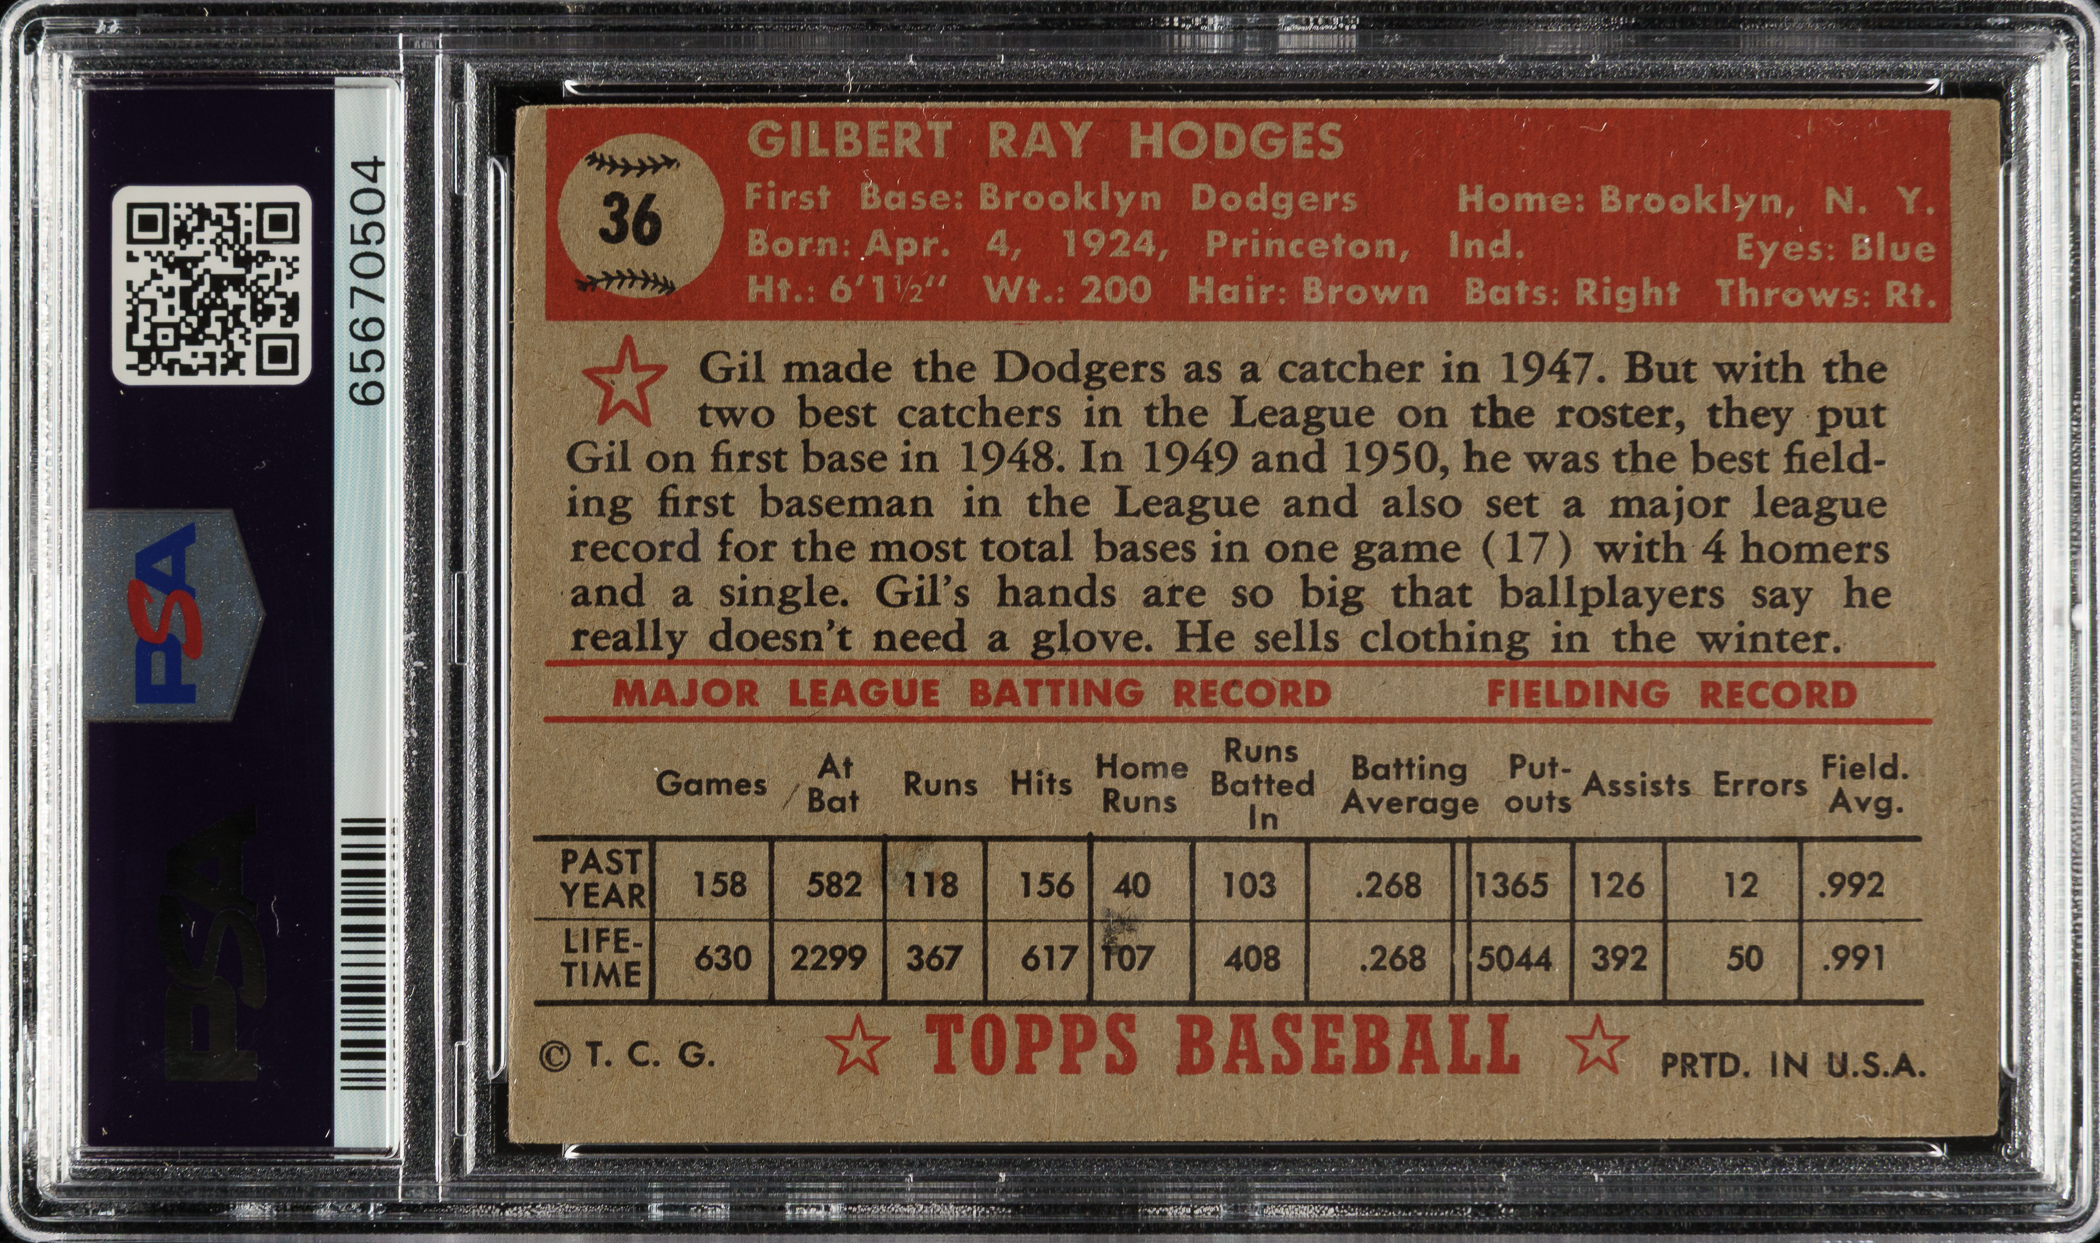 65670504
PSA
PSA
36
GILBERT RAY HODGES
First Base: Brooklyn Dodgers Home: Brooklyn, N. Y.
Born: Apr. 4, 1924, Princeton, Ind. Eyes: Blue
Ht.: 6'1½" Wt.: 200 Hair: Brown Bats: Right Throws: Rt.
Gil made the Dodgers as a catcher in 1947. But with the
two best catchers in the League on the roster, they put
Gil on first base in 1948. In 1949 and 1950, he was the best field-
ing first baseman in the League and also set a major league
record for the most total bases in one game (17) with 4 homers
and a single. Gil's hands are so big that ballplayers say he
really doesn't need a glove. He sells clothing in the winter.
MAJOR LEAGUE BATTING RECORD FIELDING RECORD
Games At Bat Runs Hits Home Runs Runs Batted In Batting Average Put-outs Assists Errors Field. Avg.
PAST YEAR 158 582 118 156 40 103 .268 1365 126 12 .992
LIFE-TIME 630 2299 367 617 107 408 .268 5044 392 50 .991
© T. C. G. TOPPS BASEBALL PRTD. IN U.S.A.